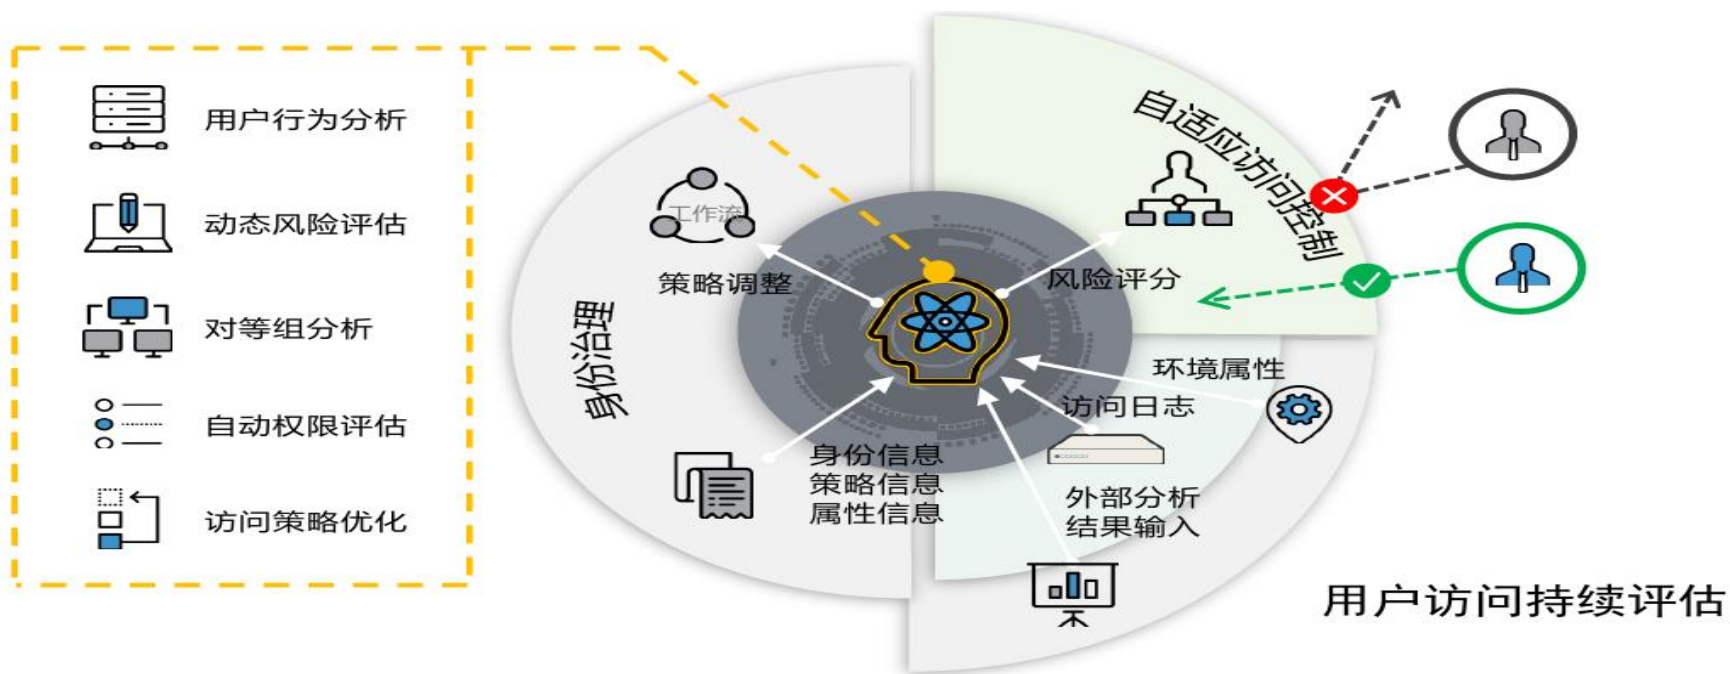 用户行为分析
动态风险评估
对等组分析
自动权限评估
访问策略优化
身份治理
工作流
策略调整
身份信息
策略信息
属性信息
自适应访问控制
风险评分
环境属性
访问日志
外部分析
结果输入
用户访问持续评估